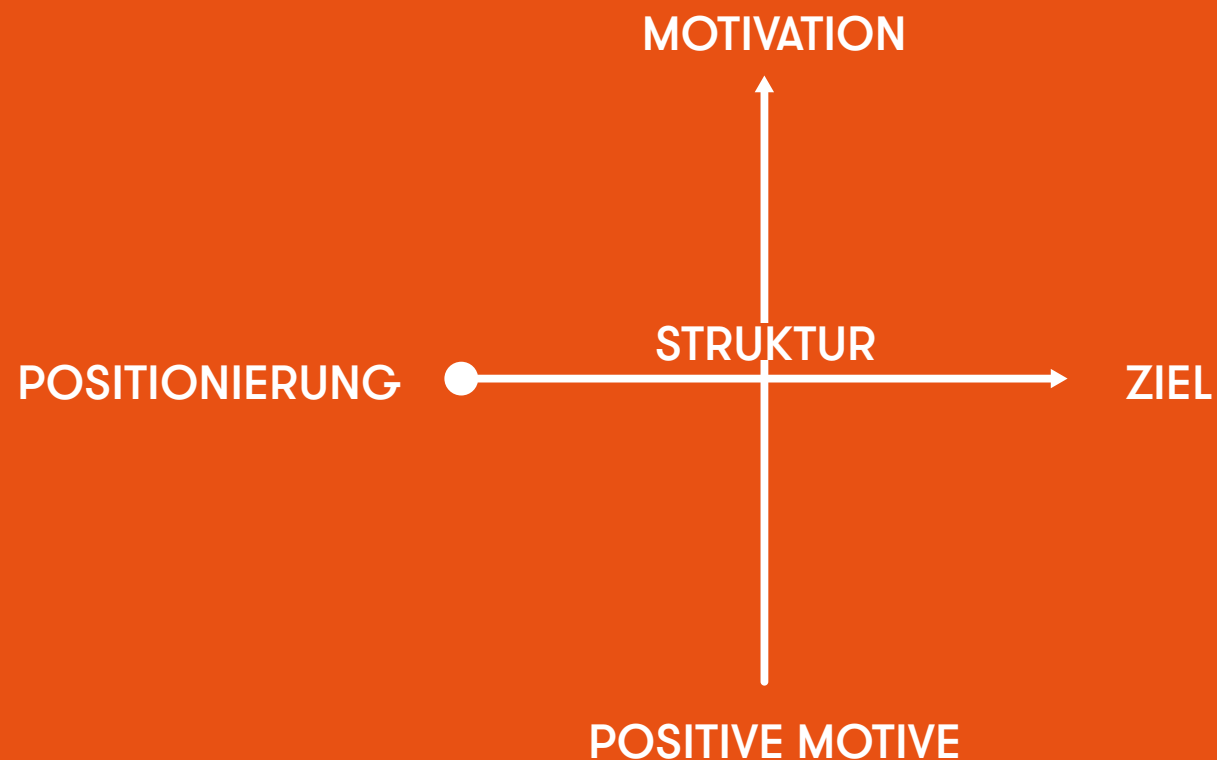 MOTIVATION
STRUKTUR
POSITIONIERUNG
ZIEL
POSITIVE MOTIVE